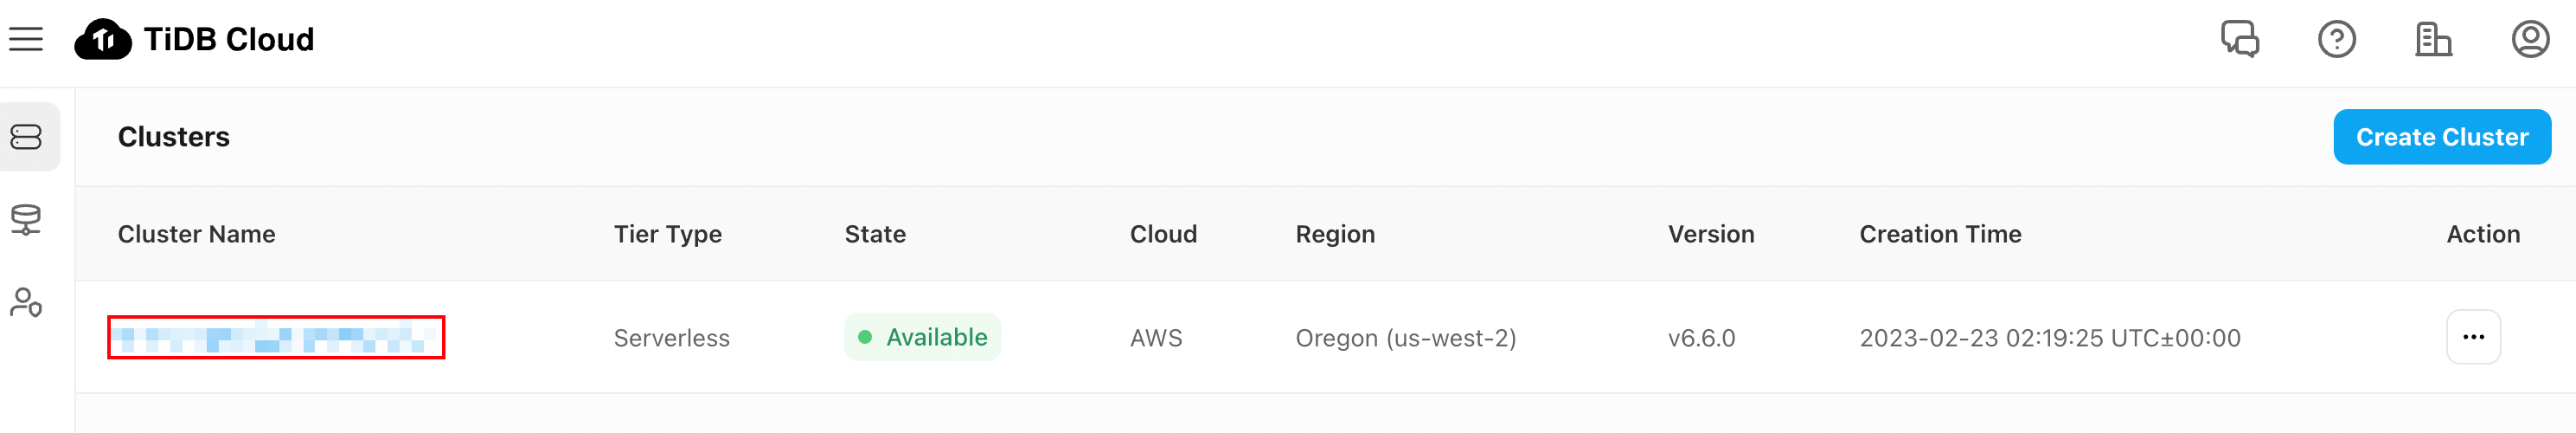 TiDB Cloud
Clusters
Create Cluster
Cluster Name Tier Type State Cloud Region Version Creation Time Action
Serverless Available AWS Oregon (us-west-2) v6.6.0 2023-02-23 02:19:25 UTC±00:00